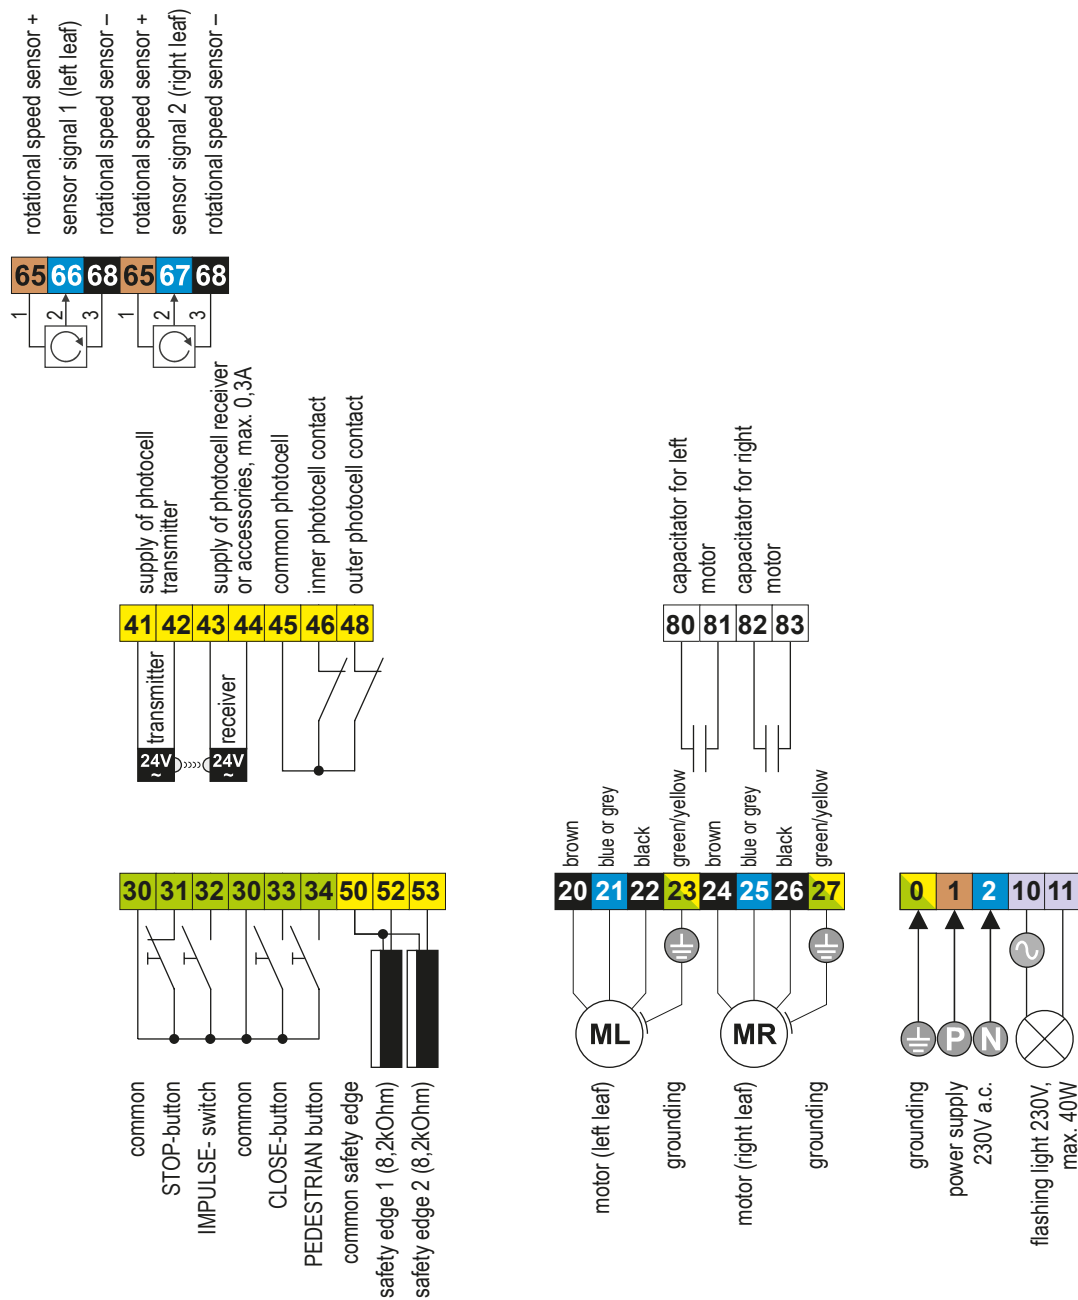 rotational speed sensor +
sensor signal 1 (left leaf)
rotational speed sensor –
rotational speed sensor +
sensor signal 2 (right leaf)
rotational speed sensor –
65 66 68 65 67 68
1 2 3 1 2 3
supply of photocell
transmitter
supply of photocell receiver
or accessories, max. 0,3A
common photocell
inner photocell contact
outer photocell contact
41 42 43 44 45 46 48
transmitter
receiver
24V
~
24V
~
capacitator for left
motor
capacitator for right
motor
80 81 82 83
30 31 32 30 33 34 50 52 53
common
STOP-button
IMPULSE- switch
common
CLOSE-button
PEDESTRIAN button
common safety edge
safety edge 1 (8,2kOhm)
safety edge 2 (8,2kOhm)
brown
blue or grey
black
green/yellow
brown
blue or grey
black
green/yellow
20 21 22 23 24 25 26 27
ML
MR
motor (left leaf)
grounding
motor (right leaf)
grounding
0 1 2 10 11
P N
grounding
power supply
230V a.c.
flashing light 230V,
max. 40W